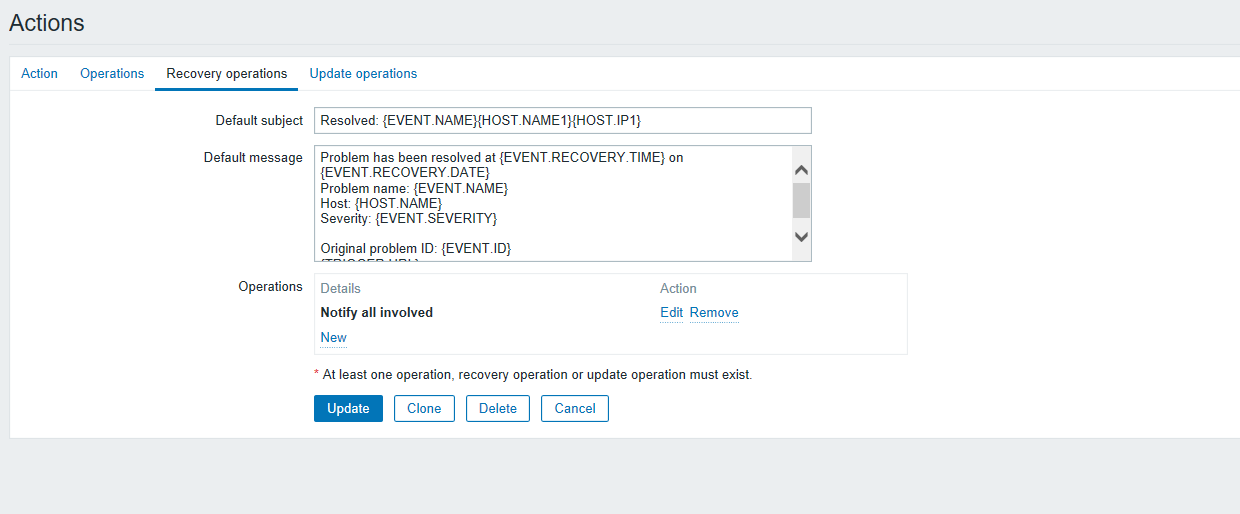 Actions
Action Operations Recovery operations Update operations
Default subject Resolved: {EVENT.NAME}{HOST.NAME1}{HOST.IP1}
Default message Problem has been resolved at {EVENT.RECOVERY.TIME} on
{EVENT.RECOVERY.DATE}
Problem name: {EVENT.NAME}
Host: {HOST.NAME}
Severity: {EVENT.SEVERITY}
Original problem ID: {EVENT.ID}
Operations Details Action
Notify all involved Edit Remove
New
* At least one operation, recovery operation or update operation must exist.
Update Clone Delete Cancel